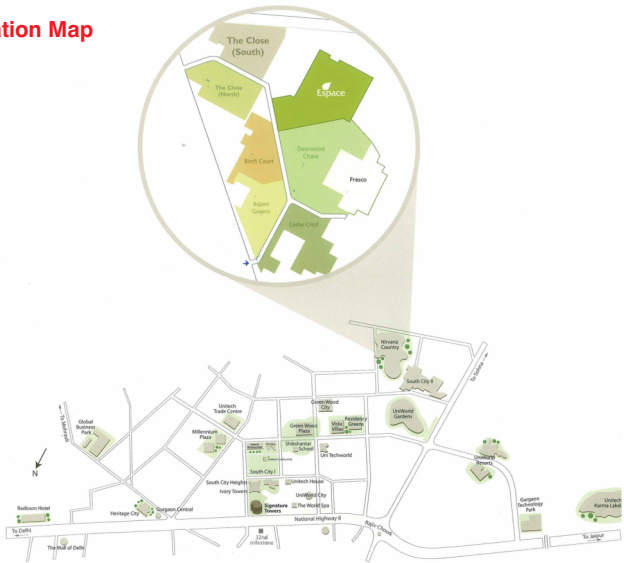 ation Map
The Close
(South)
The Close
(North)
Espace
Birch Court
Deerwood
Chase
Fresco
Aspen
Greens
Cedar Crest
Nirvana
Country
South City II
To Sohna
Green Wood
City
UniWorld
Gardens
Unitech
Trade Centre
Global
Business
Park
To Mehrauli
Millennium
Plaza
Green Wood
Plaza
Vista
Villas
Residency
Greens
Shikshantar
School
Uni Techworld
South City I
Uniworld
Resorts
N
South City Heights
Unitech House
Ivory Towers
UniWorld City
Signature
Towers
The World Spa
Radisson Hotel
Heritage City
Gurgaon Central
Gurgaon
Technology
Park
Unitech
Karma Lakel
National Highway 8
Rajiv Chowk
To Delhi
32nd
milestone
To Jaipur
The Mall of Delhi